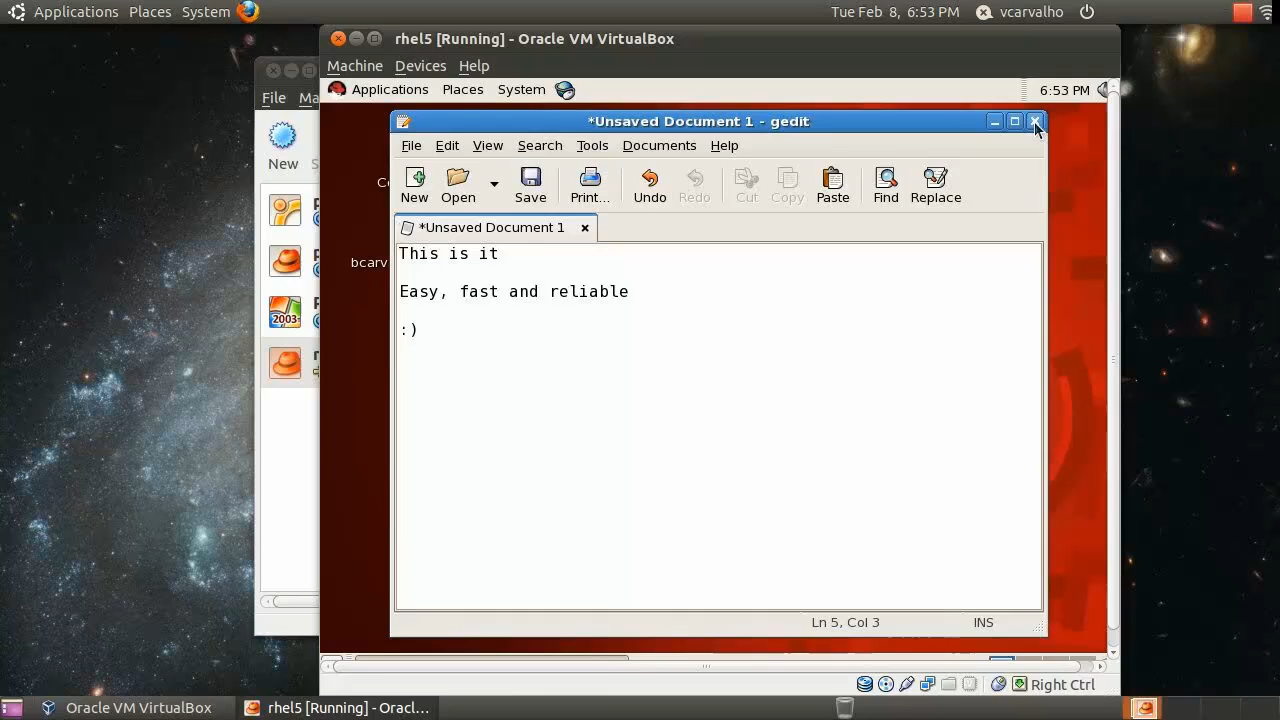 Applications Places System
Tue Feb 8, 6:53 PM vcarvalho
rhel5 [Running] - Oracle VM VirtualBox
Machine Devices Help
File
Applications Places System
6:53 PM
*Unsaved Document 1 - gedit
New
File Edit View Search Tools Documents Help
New Open Save Print... Undo Redo Cut Copy Paste Find Replace
*Unsaved Document 1
This is it
Easy, fast and reliable
:)
2003
Ln 5, Col 3 INS
Right Ctrl
Oracle VM VirtualBox
rhel5 [Running] - Oracl...